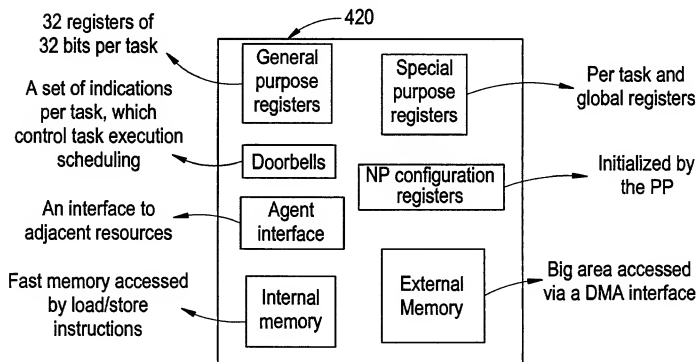 420
32 registers of
32 bits per task
General
purpose
registers
Special
purpose
registers
Per task and
global registers
A set of indications
per task, which
control task execution
scheduling
Doorbells
NP configuration
registers
Initialized by
the PP
An interface to
adjacent resources
Agent
interface
Fast memory accessed
by load/store
instructions
Internal
memory
External
Memory
Big area accessed
via a DMA interface